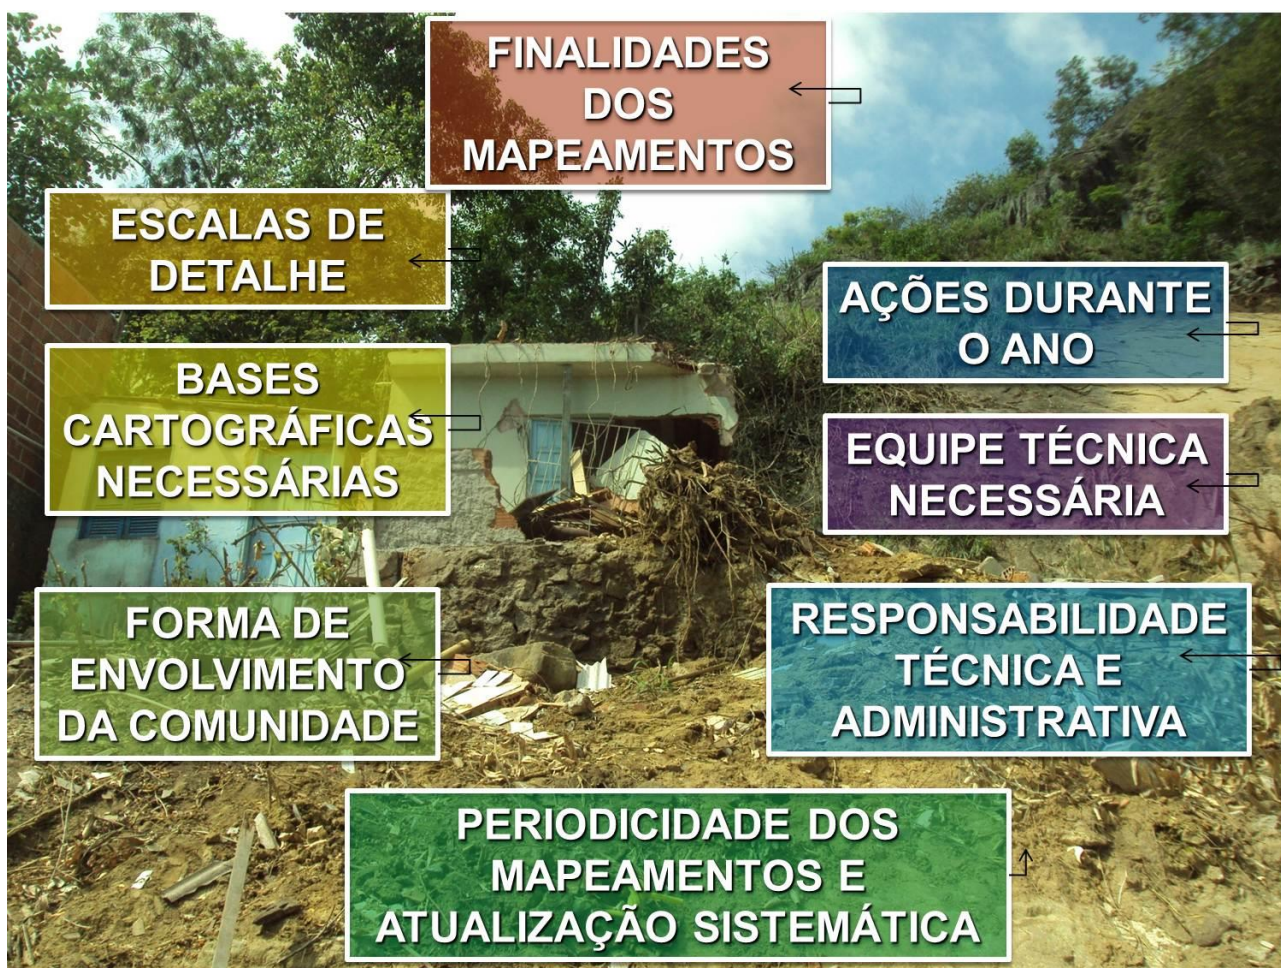 FINALIDADES
DOS
MAPEAMENTOS
ESCALAS DE
DETALHE
AÇÕES DURANTE
O ANO
BASES
CARTOGRÁFICAS
NECESSÁRIAS
EQUIPE TÉCNICA
NECESSÁRIA
FORMA DE
ENVOLVIMENTO
DA COMUNIDADE
RESPONSABILIDADE
TÉCNICA E
ADMINISTRATIVA
PERIODICIDADE DOS
MAPEAMENTOS E
ATUALIZAÇÃO SISTEMÁTICA